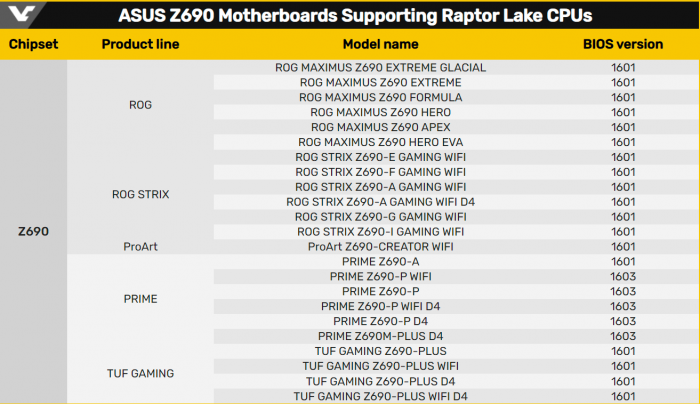 ASUS Z690 Motherboards Supporting Raptor Lake CPUs
Chipset Product line Model name BIOS version
ROG MAXIMUS Z690 EXTREME GLACIAL 1601
ROG MAXIMUS Z690 EXTREME 1601
ROG ROG MAXIMUS Z690 FORMULA 1601
ROG MAXIMUS Z690 HERO 1601
ROG MAXIMUS Z690 APEX 1601
ROG MAXIMUS Z690 HERO EVA 1601
ROG STRIX Z690-E GAMING WIFI 1601
ROG STRIX Z690-F GAMING WIFI 1601
ROG STRIX ROG STRIX Z690-A GAMING WIFI 1601
ROG STRIX Z690-A GAMING WIFI D4 1601
ROG STRIX Z690-G GAMING WIFI 1601
Z690 ROG STRIX Z690-I GAMING WIFI 1601
ProArt ProArt Z690-CREATOR WIFI 1601
PRIME Z690-A 1601
PRIME Z690-P WIFI 1603
PRIME PRIME Z690-P 1603
PRIME Z690-P WIFI D4 1603
PRIME Z690-P D4 1603
PRIME Z690M-PLUS D4 1603
TUF GAMING Z690-PLUS 1601
TUF GAMING TUF GAMING Z690-PLUS WIFI 1601
TUF GAMING Z690-PLUS D4 1601
TUF GAMING Z690-PLUS WIFI D4 1601